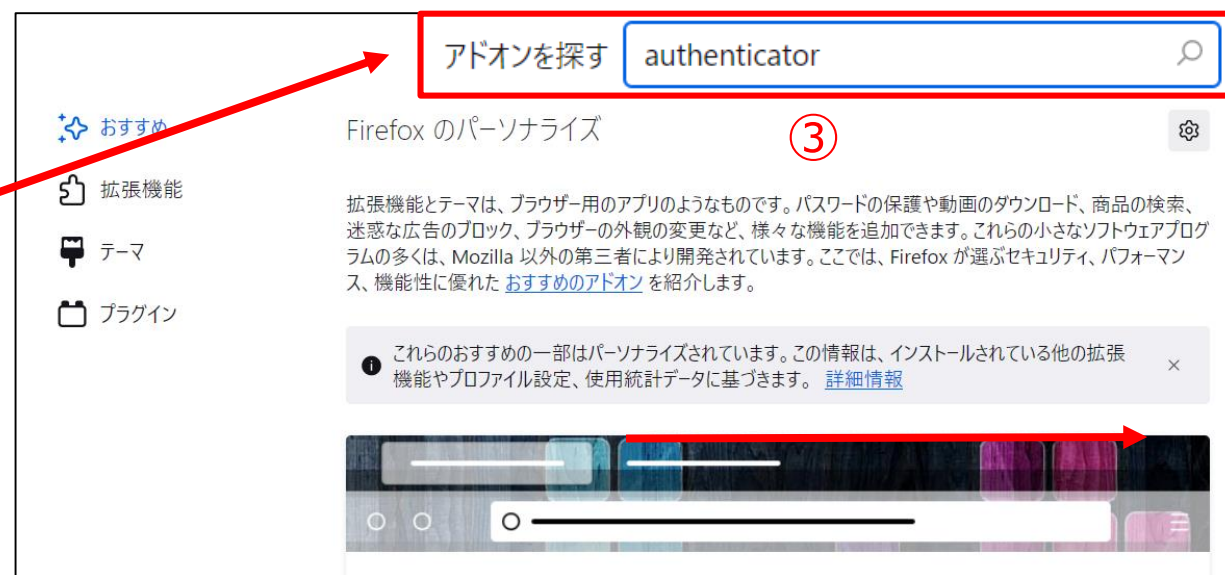 アドオンを探す authenticator
おすすめ
Firefox のパーソナライズ
③
拡張機能
テーマ
プラグイン
拡張機能とテーマは、ブラウザー用のアプリのようなものです。パスワードの保護や動画のダウンロード、商品の検索、
迷惑な広告のブロック、ブラウザーの外観の変更など、様々な機能を追加できます。これらの小さなソフトウェアプログ
ラムの多くは、Mozilla 以外の第三者により開発されています。ここでは、Firefox が選ぶセキュリティ、パフォーマン
ス、機能性に優れた おすすめのアドオン を紹介します。
これらのおすすめの一部はパーソナライズされています。この情報は、インストールされている他の拡張
機能やプロファイル設定、使用統計データに基づきます。 詳細情報